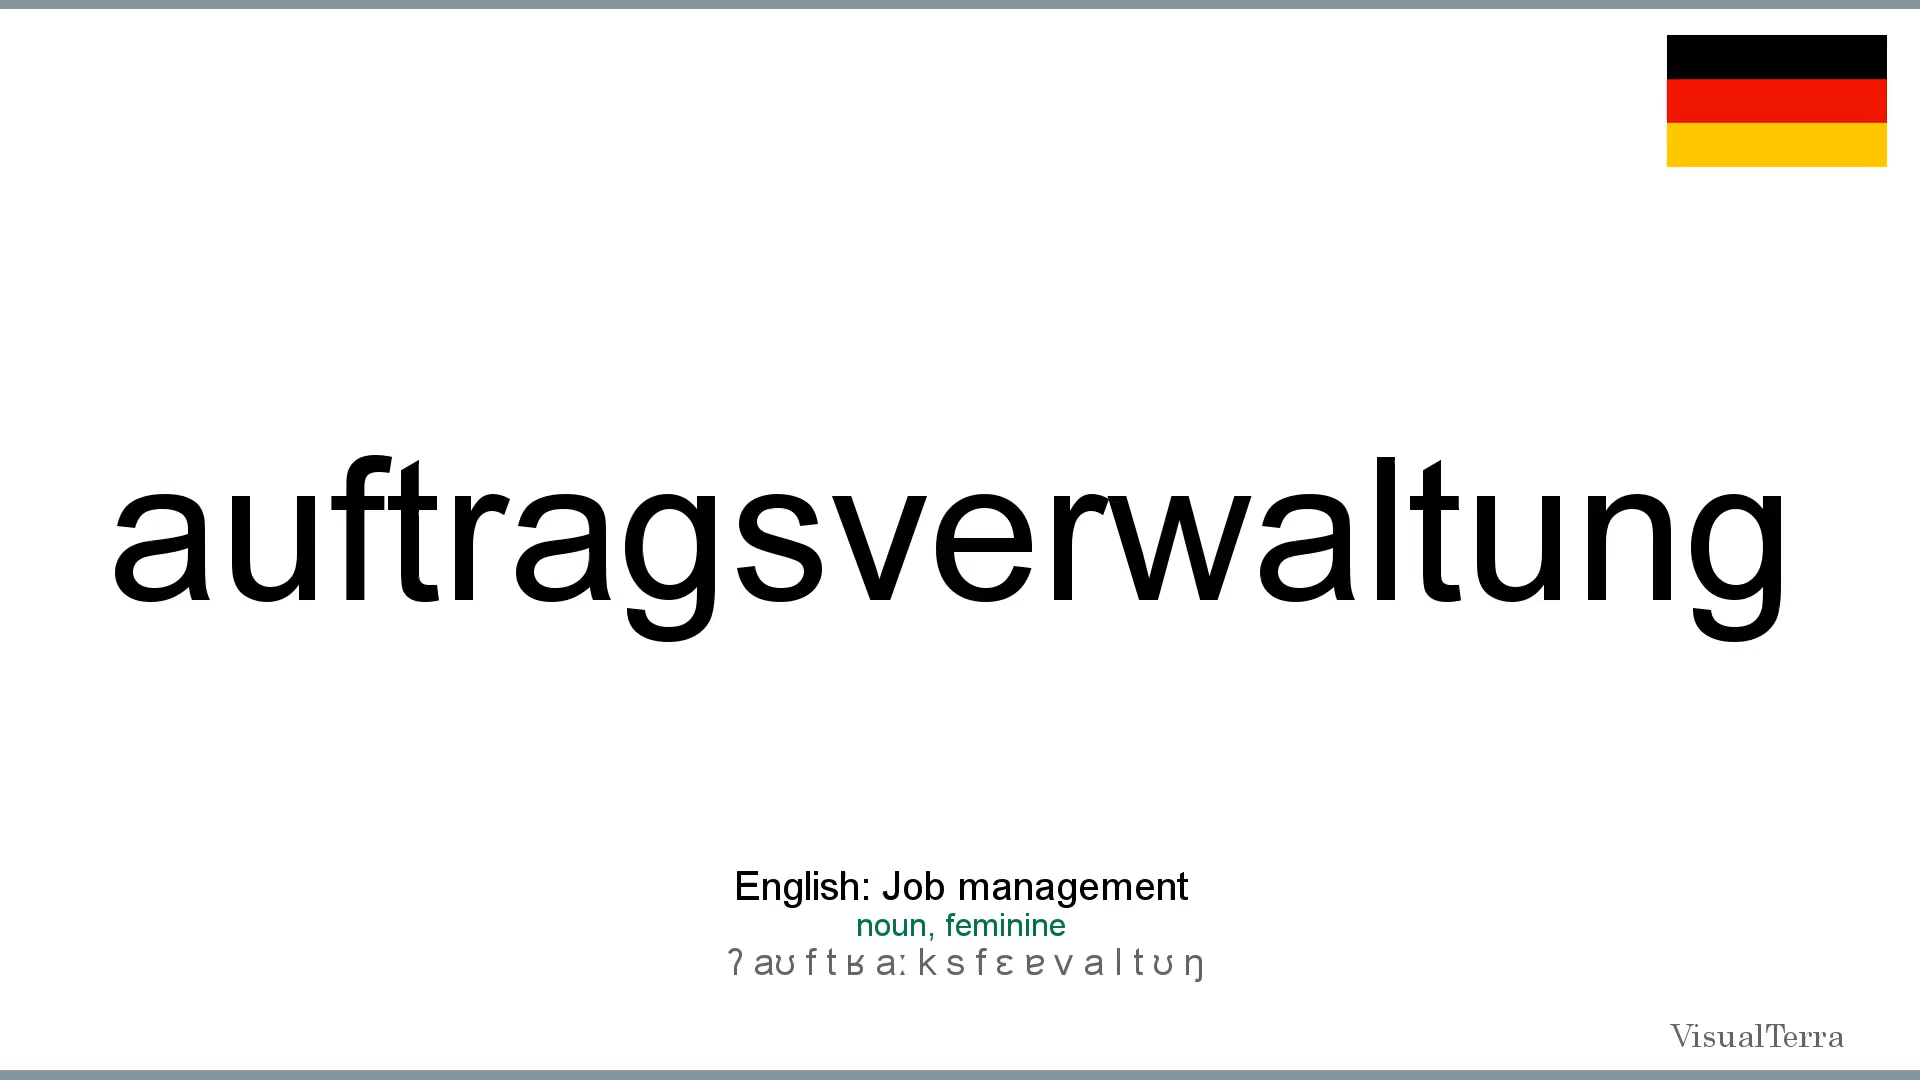 auftragsverwaltung
English: Job management
noun, feminine
ʔ aʊ f t ʁ aː k s f ɛ ɐ v a l t ʊ ŋ
VisualTerra